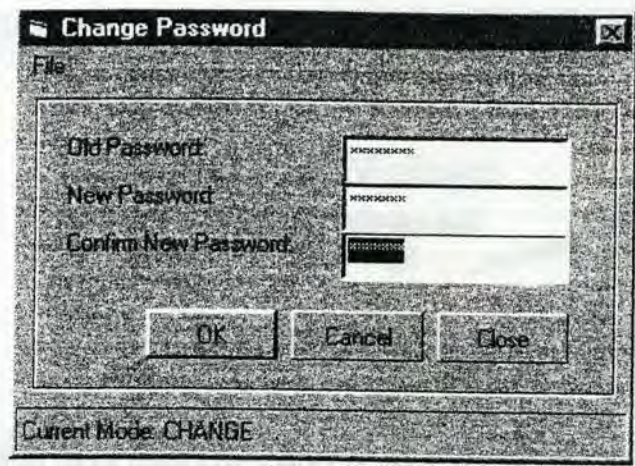 Change Password
File
Old Password: ********
New Password: *******
Confirm New Password: *******
OK Cancel Close
Current Mode: CHANGE